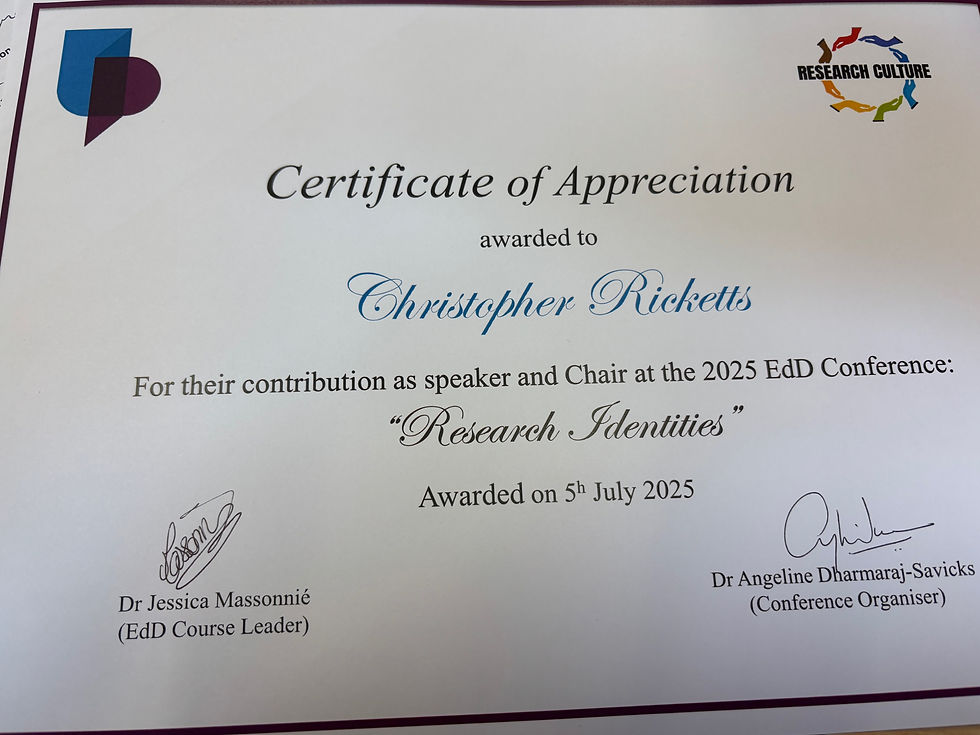 RESEARCH CULTURE
Certificate of Appreciation
awarded to
Christopher Ricketts
For their contribution as speaker and Chair at the 2025 EdD Conference:
“Research Identities”
Awarded on 5h July 2025
Dr Jessica Massonnié
(EdD Course Leader)
Dr Angeline Dharmaraj-Savicks
(Conference Organiser)